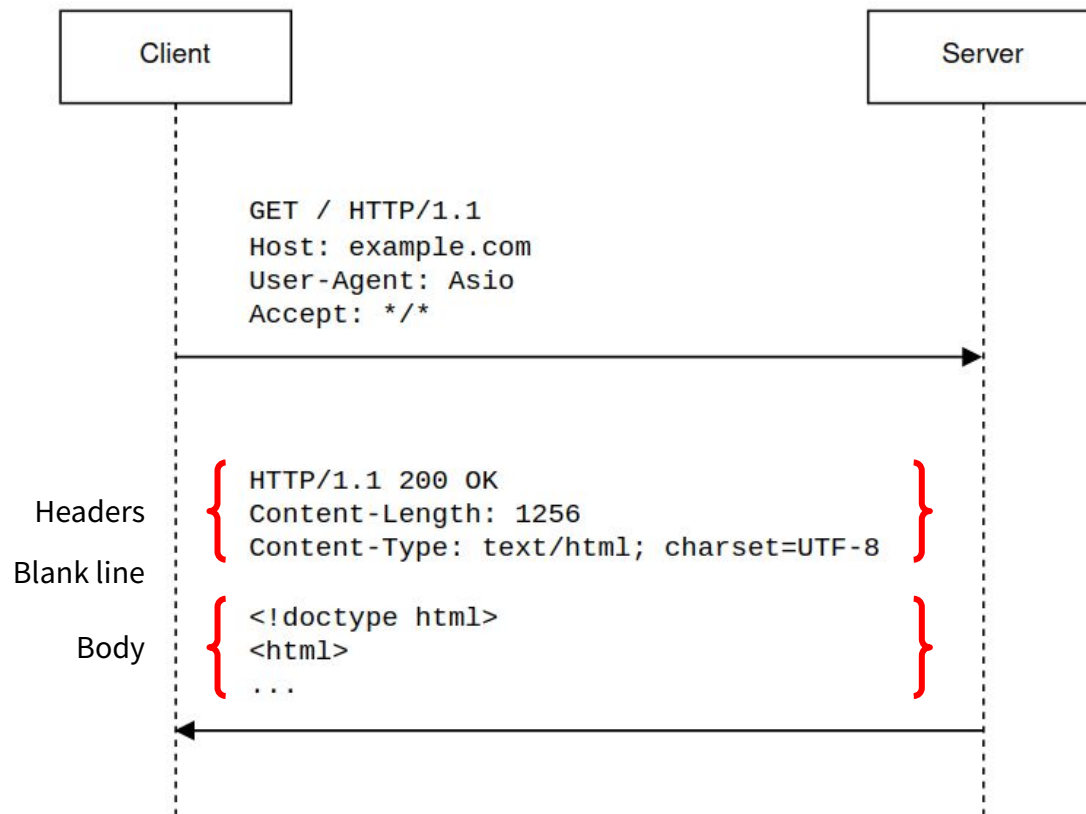 Client
Server
GET / HTTP/1.1
Host: example.com
User-Agent: Asio
Accept: */*
Headers
HTTP/1.1 200 OK
Content-Length: 1256
Content-Type: text/html; charset=UTF-8
Blank line
Body
<!doctype html>
<html>
...